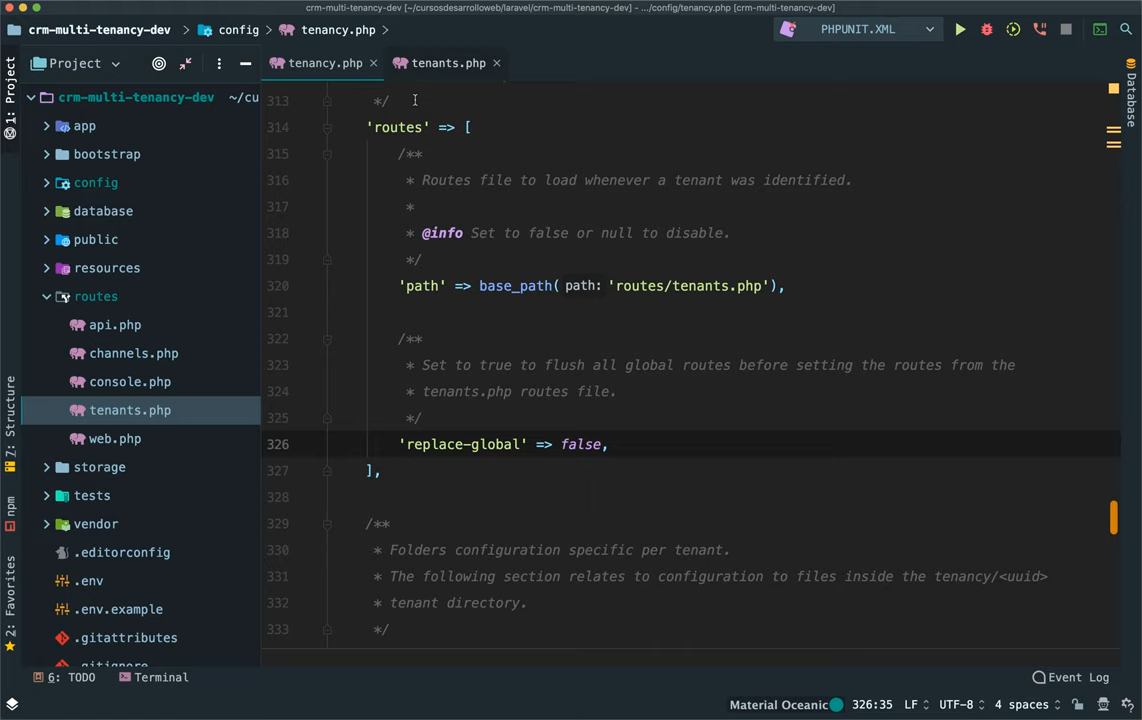 crm-multi-tenancy-dev [~/cursosdesarrolloweb/laravel/crm-multi-tenancy-dev] - .../config/tenancy.php [crm-multi-tenancy-dev]
crm-multi-tenancy-dev
config
tenancy.php
PHPUNIT.XML
1: Project
7: Structure
npm
2: Favorites
Project
crm-multi-tenancy-dev ~/cu
app
bootstrap
config
database
public
resources
routes
api.php
channels.php
console.php
tenants.php
web.php
storage
tests
vendor
.editorconfig
.env
.env.example
.gitattributes
.gitignore
tenancy.php
tenants.php
313 */
314 'routes' => [
315 /**
316 * Routes file to load whenever a tenant was identified.
317 *
318 * @info Set to false or null to disable.
319 */
320 'path' => base_path( path: 'routes/tenants.php'),
321
322 /**
323 * Set to true to flush all global routes before setting the routes from the
324 * tenants.php routes file.
325 */
326 'replace-global' => false,
327 ],
328
329 /**
330 * Folders configuration specific per tenant.
331 * The following section relates to configuration to files inside the tenancy/<uuid>
332 * tenant directory.
333 */
Database
6: TODO
Terminal
Event Log
Material Oceanic
326:35
LF
UTF-8
4 spaces